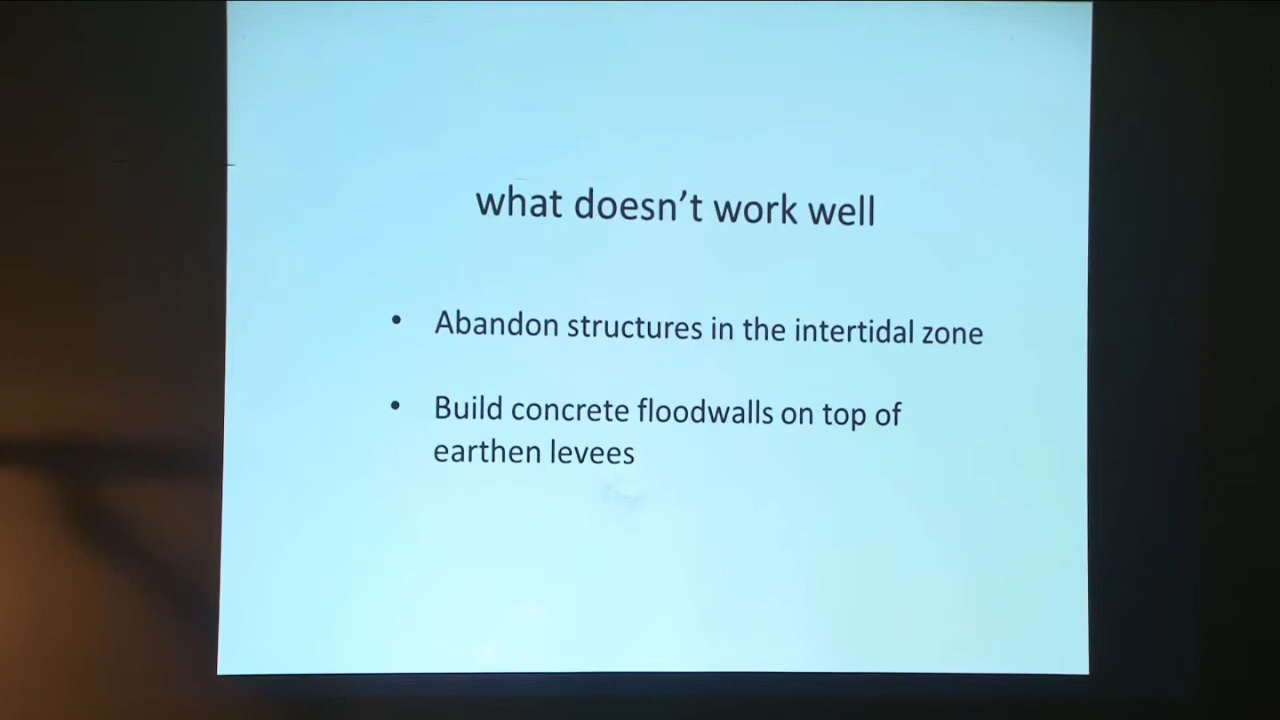 what doesn't work well
• Abandon structures in the intertidal zone
• Build concrete floodwalls on top of
earthen levees